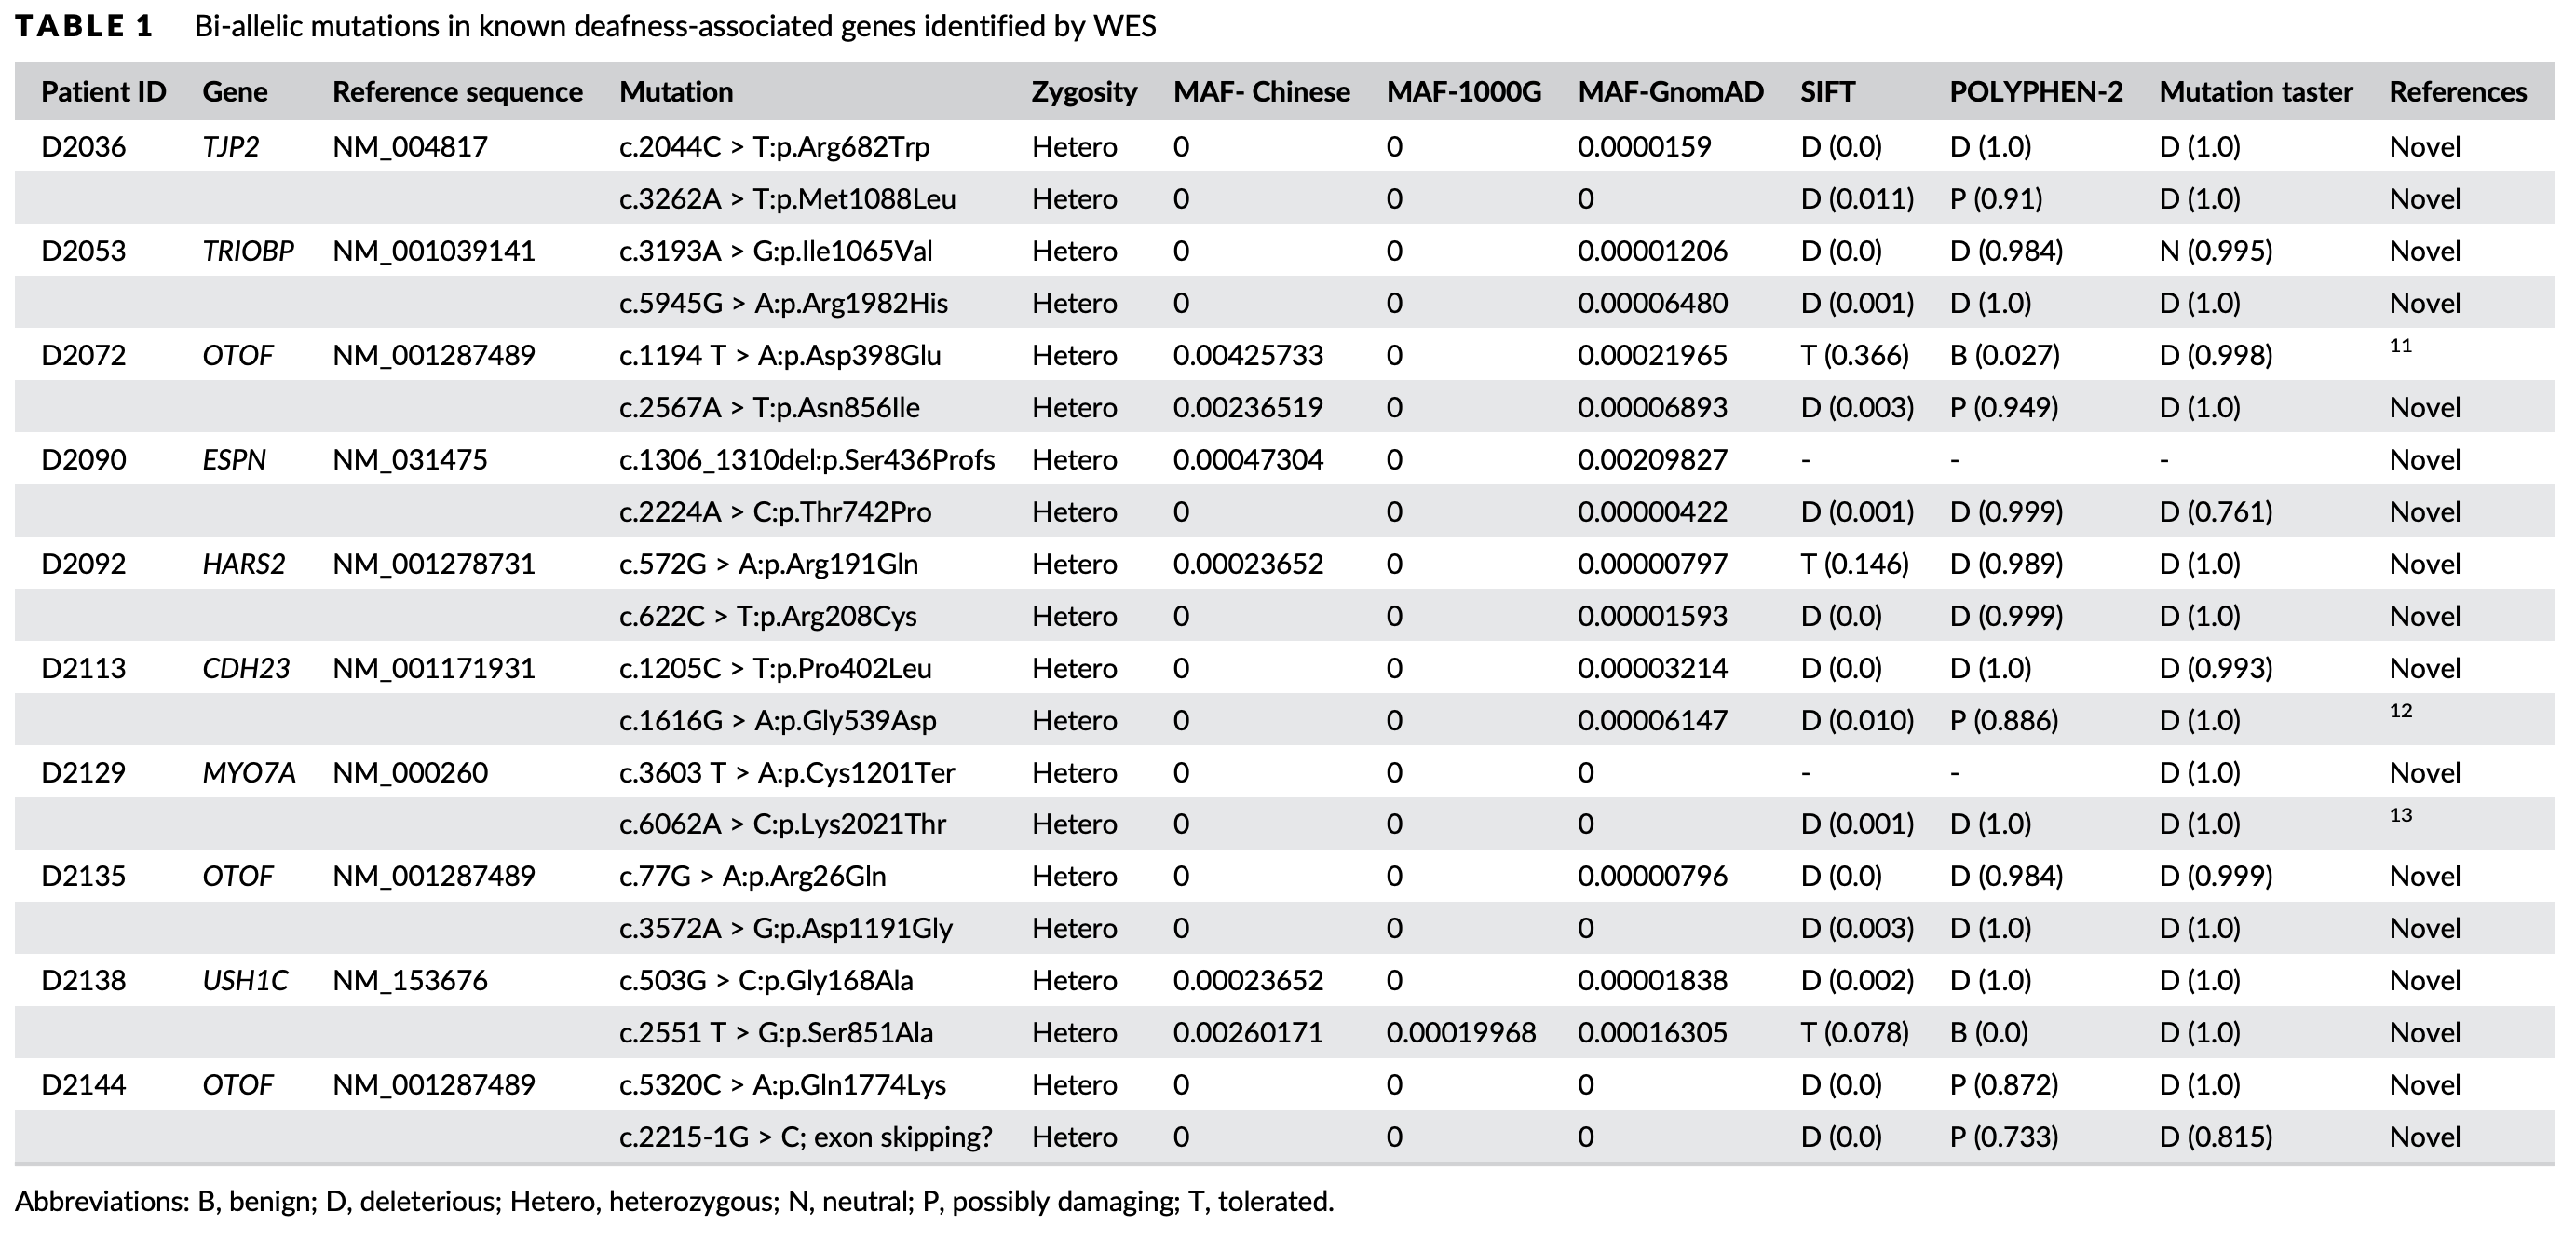 TABLE 1 Bi-allelic mutations in known deafness-associated genes identified by WES
Patient ID Gene Reference sequence Mutation Zygosity MAF- Chinese MAF-1000G MAF-GnomAD SIFT POLYPHEN-2 Mutation taster References
D2036 TJP2 NM_004817 c.2044C > T:p.Arg682Trp Hetero 0 0 0.0000159 D (0.0) D (1.0) D (1.0) Novel
c.3262A > T:p.Met1088Leu Hetero 0 0 0 D (0.011) P (0.91) D (1.0) Novel
D2053 TRIOBP NM_001039141 c.3193A > G:p.Ile1065Val Hetero 0 0 0.00001206 D (0.0) D (0.984) N (0.995) Novel
c.5945G > A:p.Arg1982His Hetero 0 0 0.00006480 D (0.001) D (1.0) D (1.0) Novel
D2072 OTOF NM_001287489 c.1194 T > A:p.Asp398Glu Hetero 0.00425733 0 0.00021965 T (0.366) B (0.027) D (0.998) 11
c.2567A > T:p.Asn856Ile Hetero 0.00236519 0 0.00006893 D (0.003) P (0.949) D (1.0) Novel
D2090 ESPN NM_031475 c.1306_1310del:p.Ser436Profs Hetero 0.00047304 0 0.00209827 - - - Novel
c.2224A > C:p.Thr742Pro Hetero 0 0 0.00000422 D (0.001) D (0.999) D (0.761) Novel
D2092 HARS2 NM_001278731 c.572G > A:p.Arg191Gln Hetero 0.00023652 0 0.00000797 T (0.146) D (0.989) D (1.0) Novel
c.622C > T:p.Arg208Cys Hetero 0 0 0.00001593 D (0.0) D (0.999) D (1.0) Novel
D2113 CDH23 NM_001171931 c.1205C > T:p.Pro402Leu Hetero 0 0 0.00003214 D (0.0) D (1.0) D (0.993) Novel
c.1616G > A:p.Gly539Asp Hetero 0 0 0.00006147 D (0.010) P (0.886) D (1.0) 12
D2129 MYO7A NM_000260 c.3603 T > A:p.Cys1201Ter Hetero 0 0 0 - - D (1.0) Novel
c.6062A > C:p.Lys2021Thr Hetero 0 0 0 D (0.001) D (1.0) D (1.0) 13
D2135 OTOF NM_001287489 c.77G > A:p.Arg26Gln Hetero 0 0 0.00000796 D (0.0) D (0.984) D (0.999) Novel
c.3572A > G:p.Asp1191Gly Hetero 0 0 0 D (0.003) D (1.0) D (1.0) Novel
D2138 USH1C NM_153676 c.503G > C:p.Gly168Ala Hetero 0.00023652 0 0.00001838 D (0.002) D (1.0) D (1.0) Novel
c.2551 T > G:p.Ser851Ala Hetero 0.00260171 0.00019968 0.00016305 T (0.078) B (0.0) D (1.0) Novel
D2144 OTOF NM_001287489 c.5320C > A:p.Gln1774Lys Hetero 0 0 0 D (0.0) P (0.872) D (1.0) Novel
c.2215-1G > C; exon skipping? Hetero 0 0 0 D (0.0) P (0.733) D (0.815) Novel
Abbreviations: B, benign; D, deleterious; Hetero, heterozygous; N, neutral; P, possibly damaging; T, tolerated.